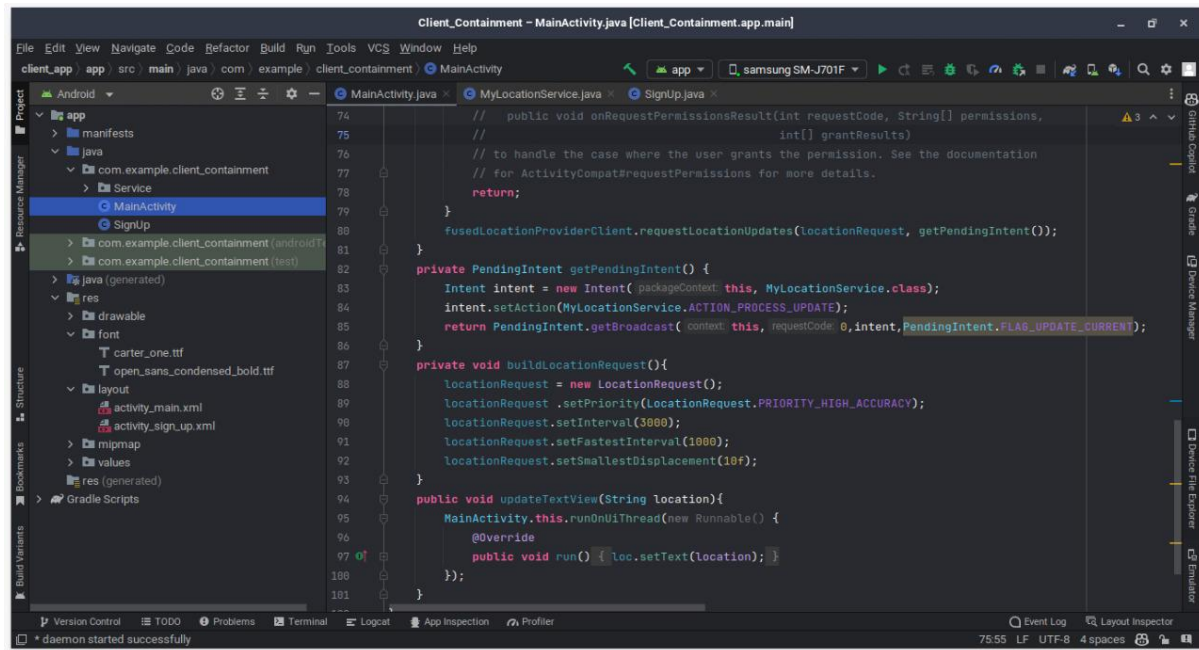 Client_Containment – MainActivity.java [Client_Containment.app.main]
File Edit View Navigate Code Refactor Build Run Tools VCS Window Help
client_app › app › src › main › java › com › example › client_containment › MainActivity
app
samsung SM-J701F
Project
Resource Manager
Structure
Bookmarks
Build Variants
Android
app
manifests
java
com.example.client_containment
Service
MainActivity
SignUp
com.example.client_containment (androidTe
com.example.client_containment (test)
java (generated)
res
drawable
font
carter_one.ttf
open_sans_condensed_bold.ttf
layout
activity_main.xml
activity_sign_up.xml
mipmap
values
res (generated)
Gradle Scripts
MainActivity.java × MyLocationService.java × SignUp.java ×
3
74 // public void onRequestPermissionsResult(int requestCode, String[] permissions,
75 // int[] grantResults)
76 // to handle the case where the user grants the permission. See the documentation
77 // for ActivityCompat#requestPermissions for more details.
78 return;
79 }
80 fusedLocationProviderClient.requestLocationUpdates(locationRequest, getPendingIntent());
81 }
82 private PendingIntent getPendingIntent() {
83 Intent intent = new Intent( packageContext: this, MyLocationService.class);
84 intent.setAction(MyLocationService.ACTION_PROCESS_UPDATE);
85 return PendingIntent.getBroadcast( context: this, requestCode: 0,intent,PendingIntent.FLAG_UPDATE_CURRENT);
86 }
87 private void buildLocationRequest(){
88 locationRequest = new LocationRequest();
89 locationRequest .setPriority(LocationRequest.PRIORITY_HIGH_ACCURACY);
90 locationRequest.setInterval(3000);
91 locationRequest.setFastestInterval(1000);
92 locationRequest.setSmallestDisplacement(10f);
93 }
94 public void updateTextView(String location){
95 MainActivity.this.runOnUiThread(new Runnable() {
96 @Override
97 public void run() { loc.setText(location); }
100 });
101 }
GitHub Copilot
Gradle
Device Manager
Device File Explorer
Emulator
Version Control TODO Problems Terminal Logcat App Inspection Profiler Event Log Layout Inspector
* daemon started successfully 75:55 LF UTF-8 4 spaces